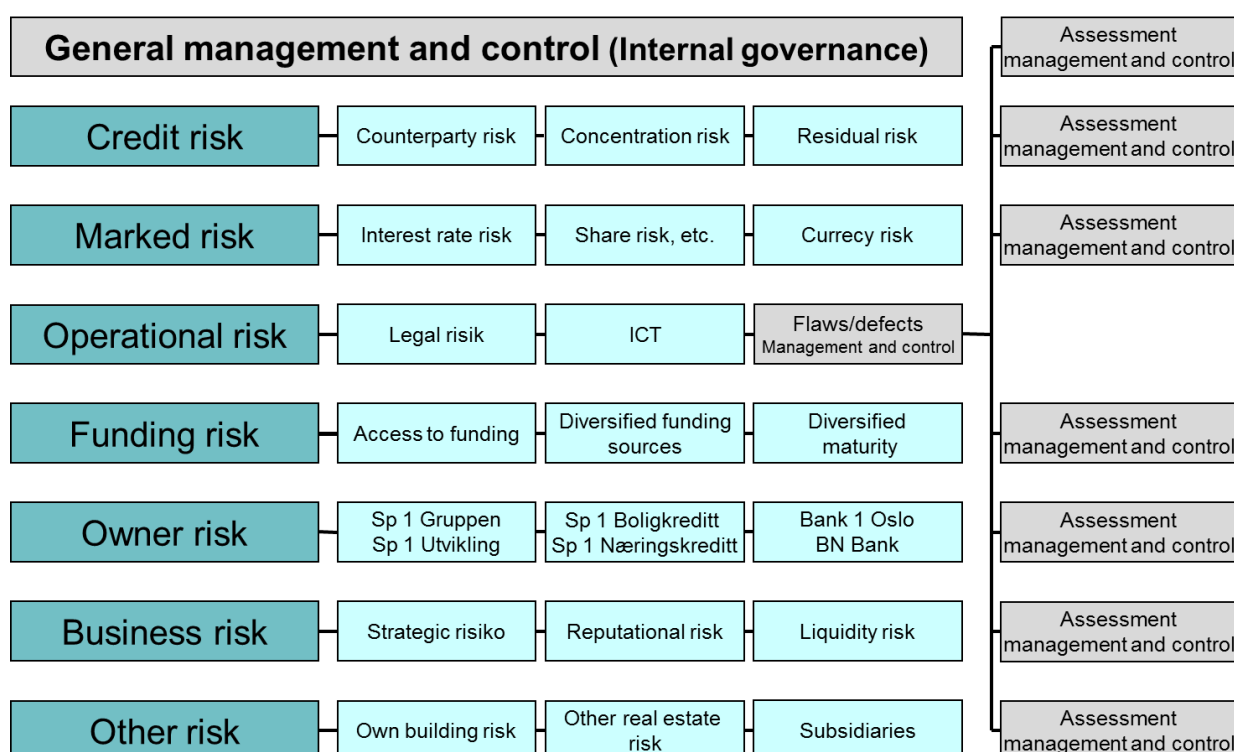 General management and control (Internal governance)
Assessment
management and control
Credit risk
Counterparty risk
Concentration risk
Residual risk
Assessment
management and control
Marked risk
Interest rate risk
Share risk, etc.
Currecy risk
Assessment
management and control
Operational risk
Legal risik
ICT
Flaws/defects
Management and control
Funding risk
Access to funding
Diversified funding
sources
Diversified
maturity
Assessment
management and control
Owner risk
Sp 1 Gruppen
Sp 1 Utvikling
Sp 1 Boligkreditt
Sp 1 Næringskreditt
Bank 1 Oslo
BN Bank
Assessment
management and control
Business risk
Strategic risiko
Reputational risk
Liquidity risk
Assessment
management and control
Other risk
Own building risk
Other real estate
risk
Subsidiaries
Assessment
management and control